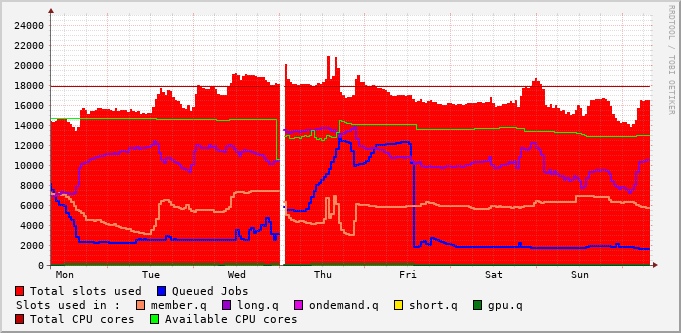 RRDTOOL / TOBI OETIKER
24000
22000
20000
18000
16000
14000
12000
10000
8000
6000
4000
2000
0
Mon Tue Wed Thu Fri Sat Sun
Total slots used Queued Jobs
Slots used in : member.q long.q ondemand.q short.q gpu.q
Total CPU cores Available CPU cores